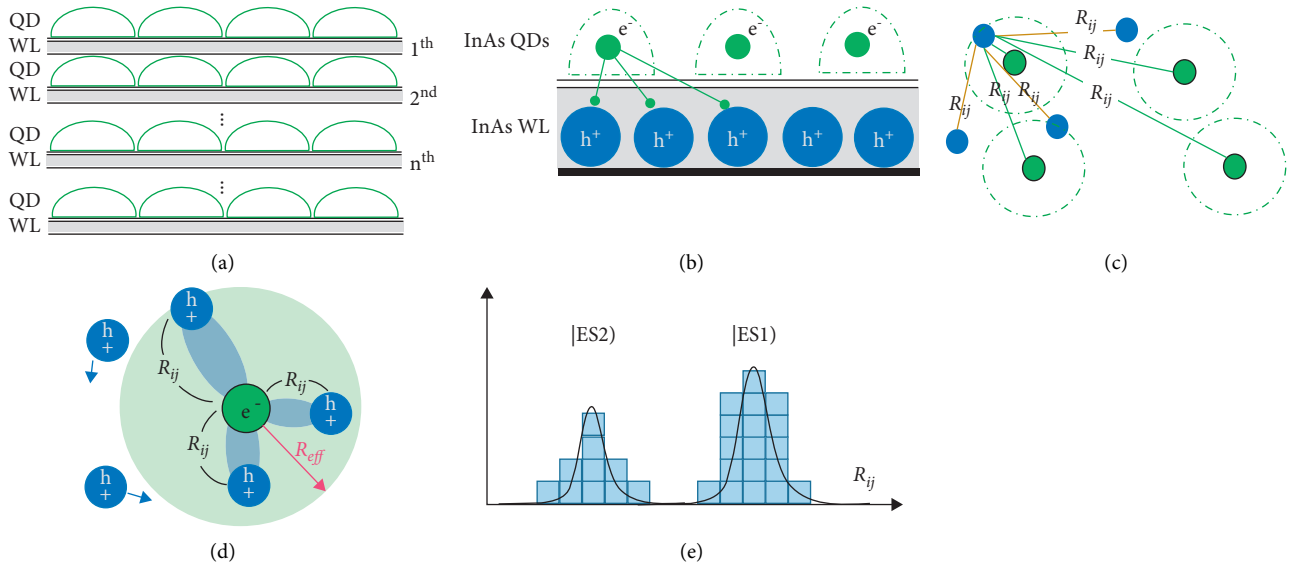 QD
WL
1th
QD
WL
2nd
⋮
QD
WL
nth
⋮
QD
WL
(a)
InAs QDs
e-
e-
e-
InAs WL
h+
h+
h+
h+
h+
(b)
Rij
Rij
Rij
Rij
Rij
Rij
(c)
h
+
h
+
Rij
Rij
e-
h
+
Rij
Reff
h
+
h
+
(d)
|ES2)
|ES1)
Rij
(e)